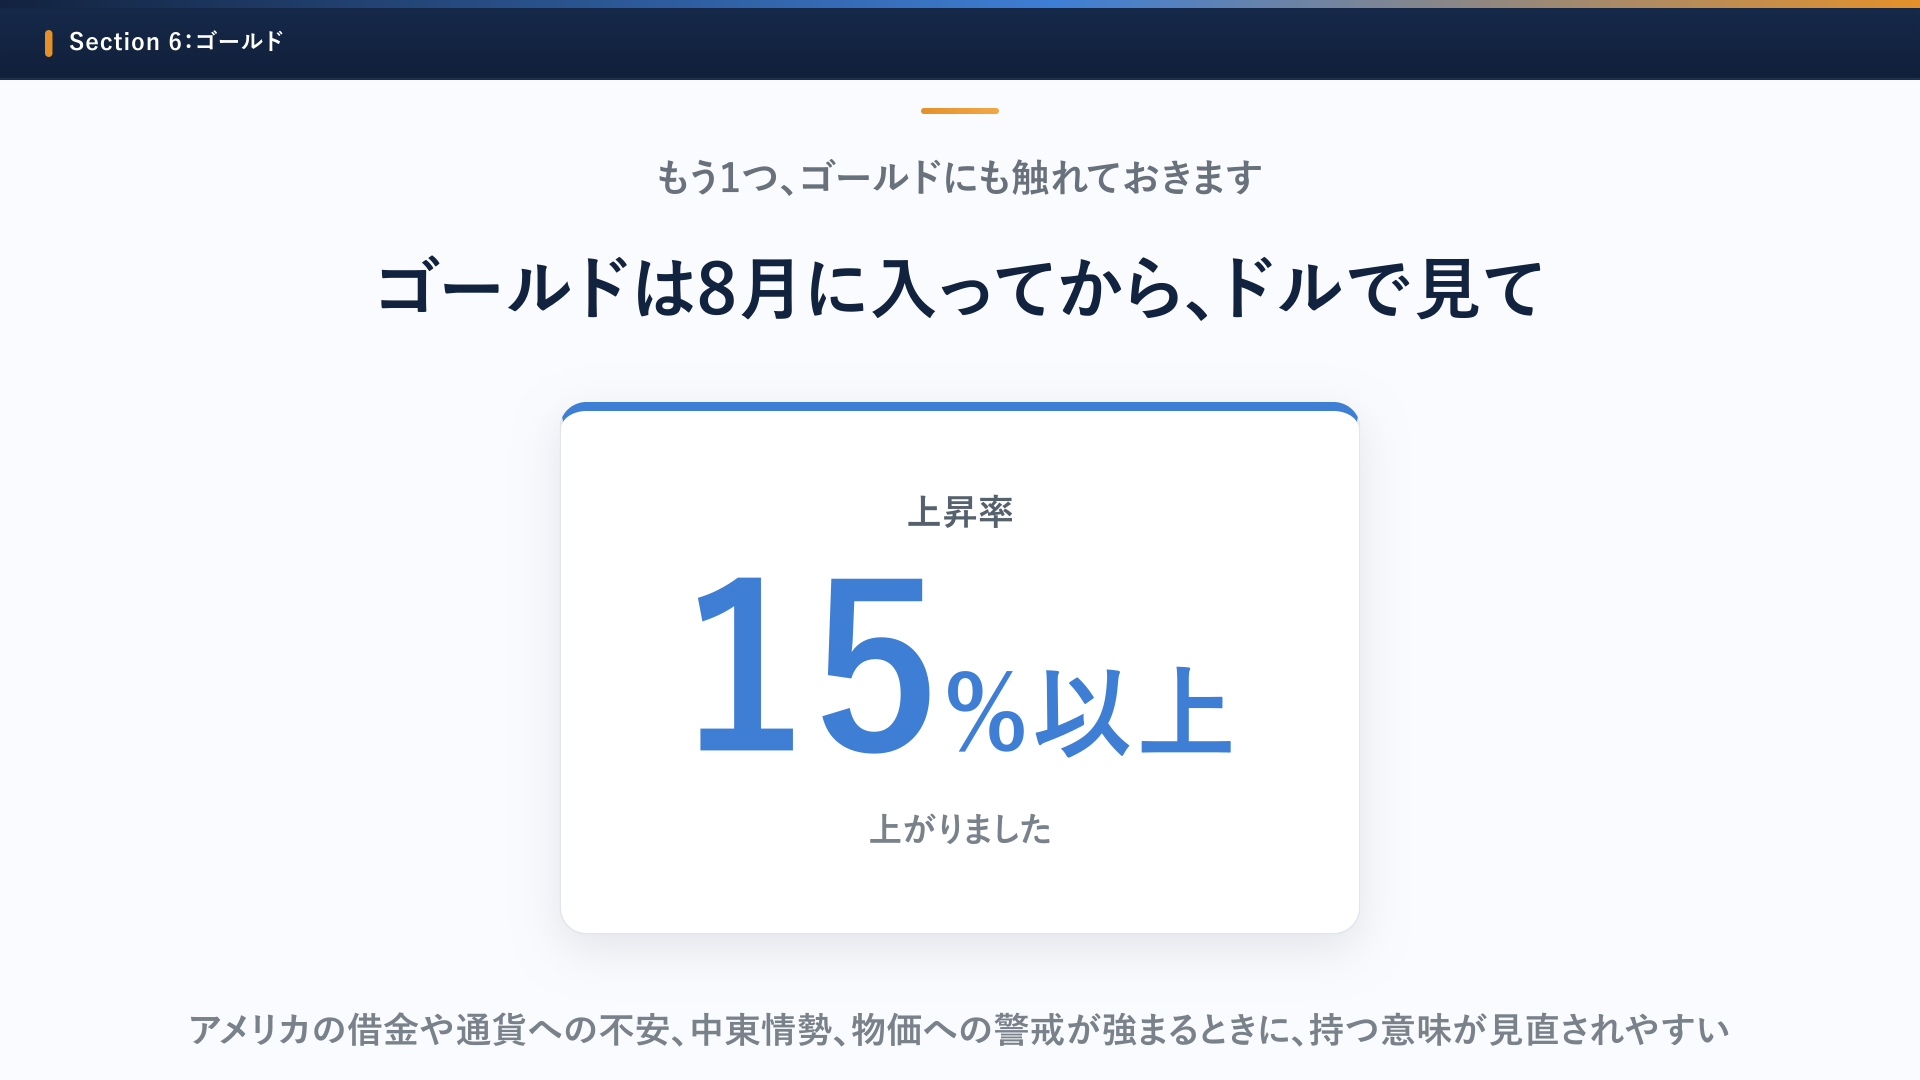 Section 6：ゴールド
もう1つ、ゴールドにも触れておきます
ゴールドは8月に入ってから、ドルで見て
上昇率
15%以上
上がりました
アメリカの借金や通貨への不安、中東情勢、物価への警戒が強まるときに、持つ意味が見直されやすい